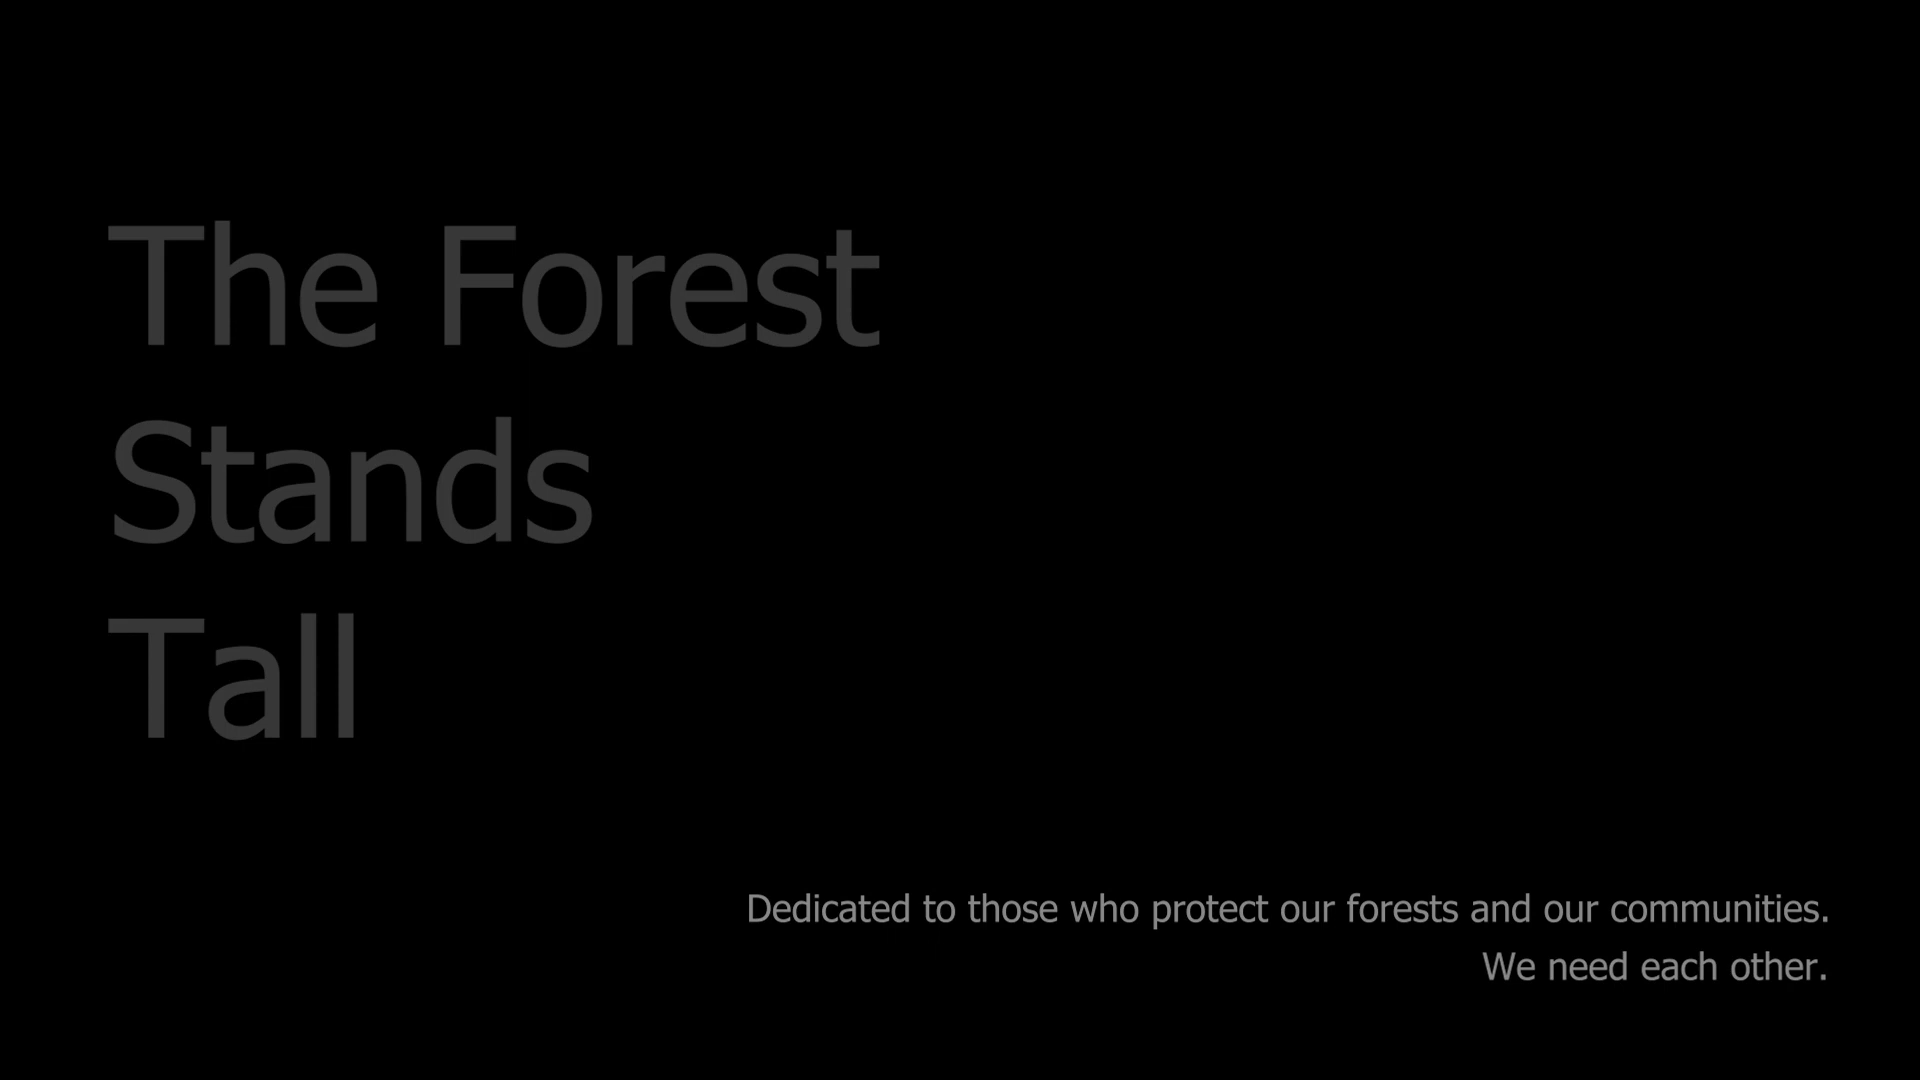 The Forest
Stands
Tall
Dedicated to those who protect our forests and our communities.
We need each other.